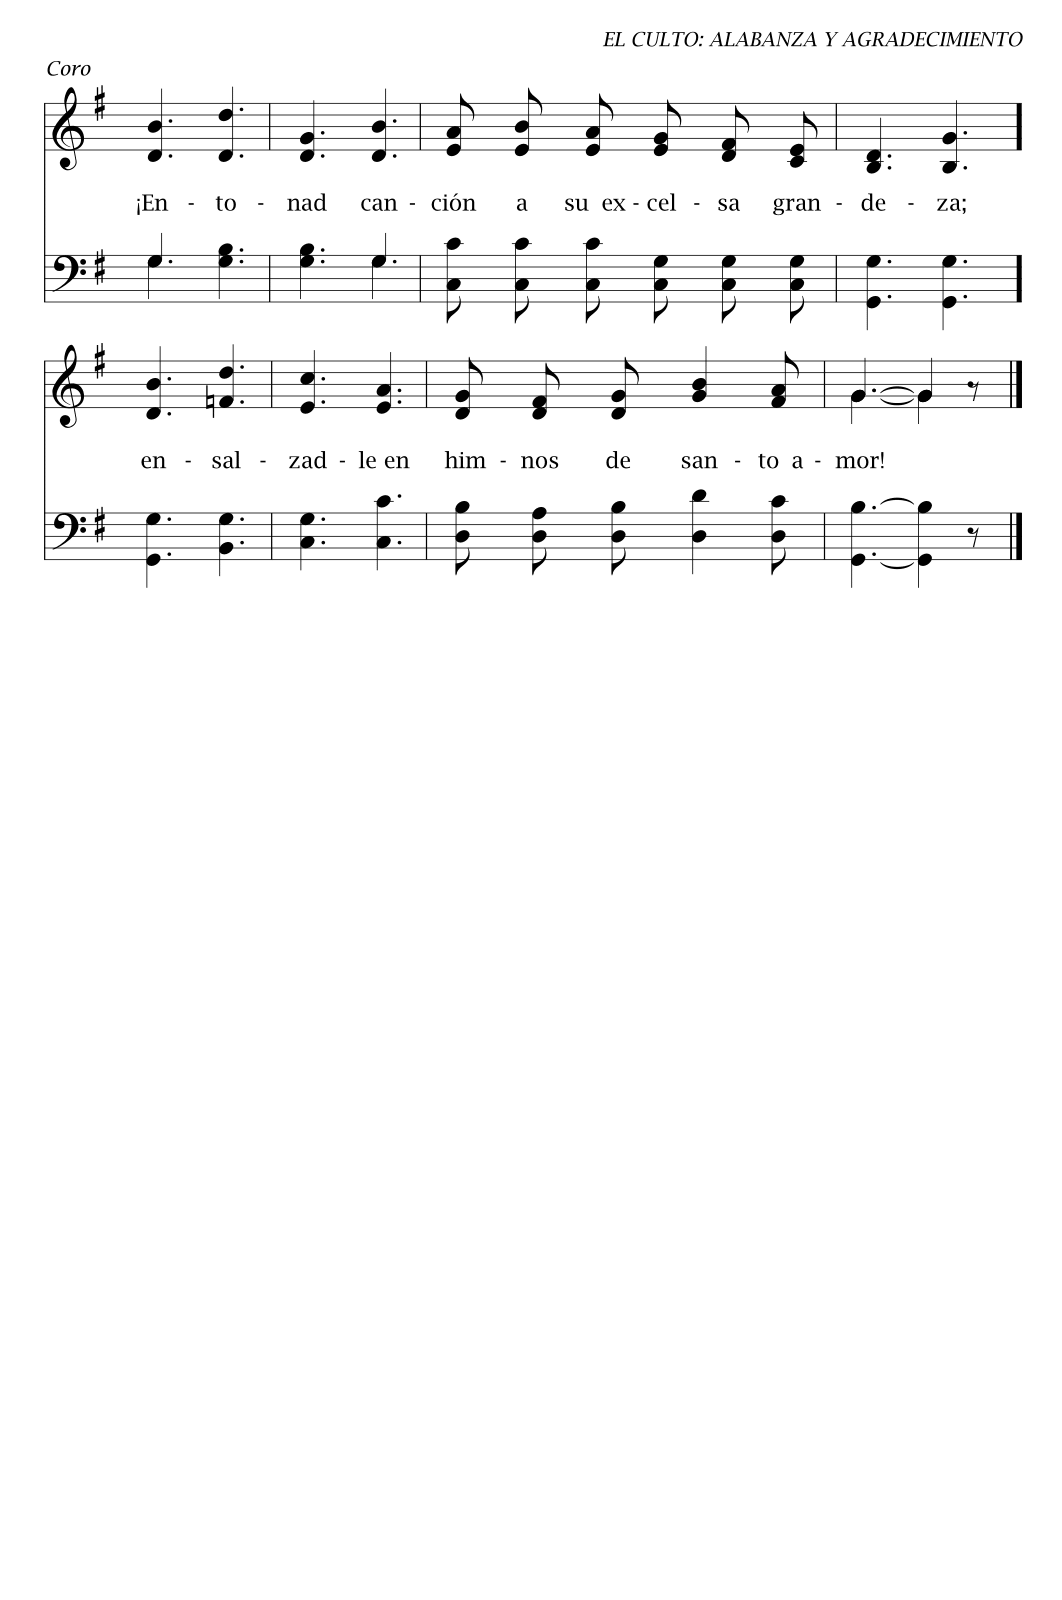 EL CULTO: ALABANZA Y AGRADECIMIENTO
Coro
¡En - to - nad can - ción a su ex - cel - sa gran - de - za;
en - sal - zad - le en him - nos de san - to a - mor!